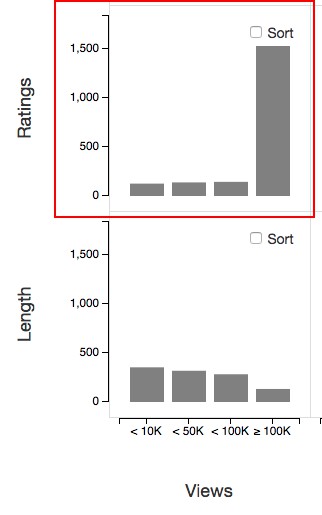 Ratings
Sort
1,500
1,000
500
0
Length
Sort
1,500
1,000
500
0
< 10K < 50K < 100K ≥ 100K
Views